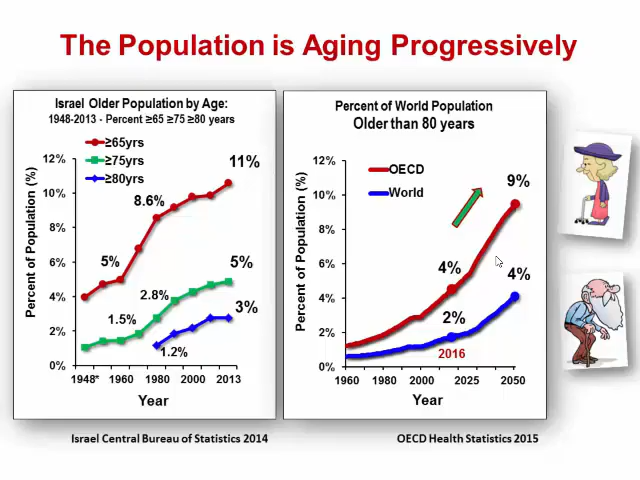 The Population is Aging Progressively
Israel Older Population by Age:
1948-2013 - Percent ≥65 ≥75 ≥80 years
≥65yrs
≥75yrs
≥80yrs
Percent of Population (%)
12%
10%
8%
6%
4%
2%
0%
11%
8.6%
5%
5%
2.8%
1.5%
3%
1.2%
1948* 1960 1980 2000 2013
Year
Israel Central Bureau of Statistics 2014
Percent of World Population
Older than 80 years
OECD
World
Percent of Population (%)
12%
10%
8%
6%
4%
2%
0%
9%
4%
4%
2%
2016
1960 1980 2000 2025 2050
Year
OECD Health Statistics 2015